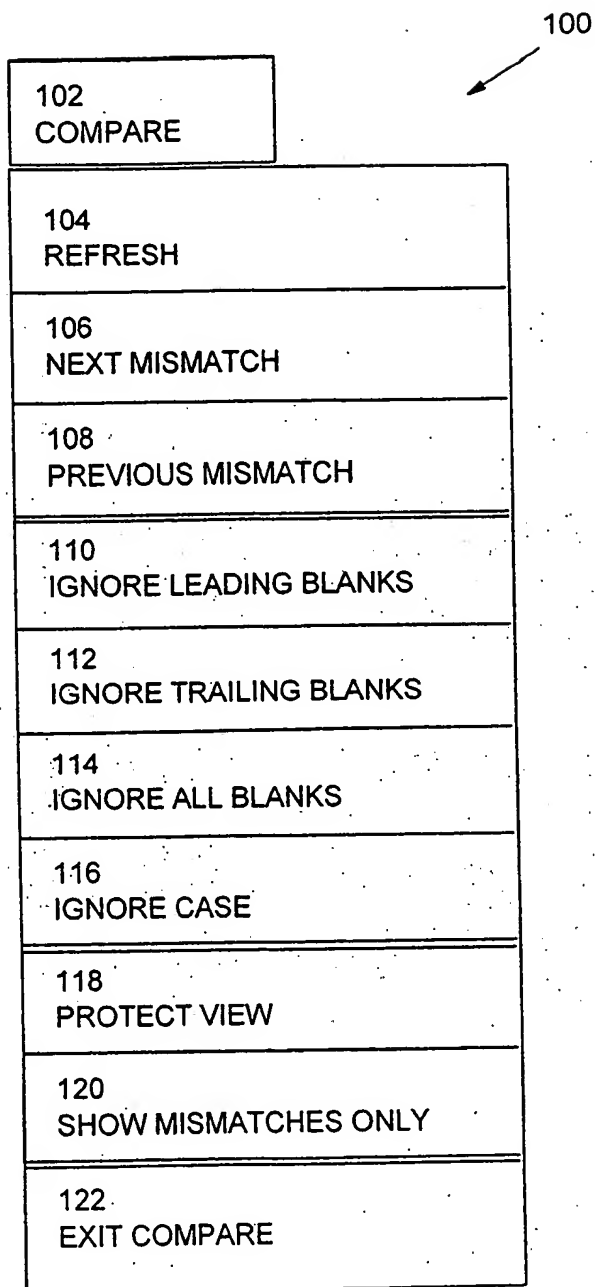 100
102
COMPARE
104
REFRESH
106
NEXT MISMATCH
108
PREVIOUS MISMATCH
110
IGNORE LEADING BLANKS
112
IGNORE TRAILING BLANKS
114
IGNORE ALL BLANKS
116
IGNORE CASE
118
PROTECT VIEW
120
SHOW MISMATCHES ONLY
122
EXIT COMPARE